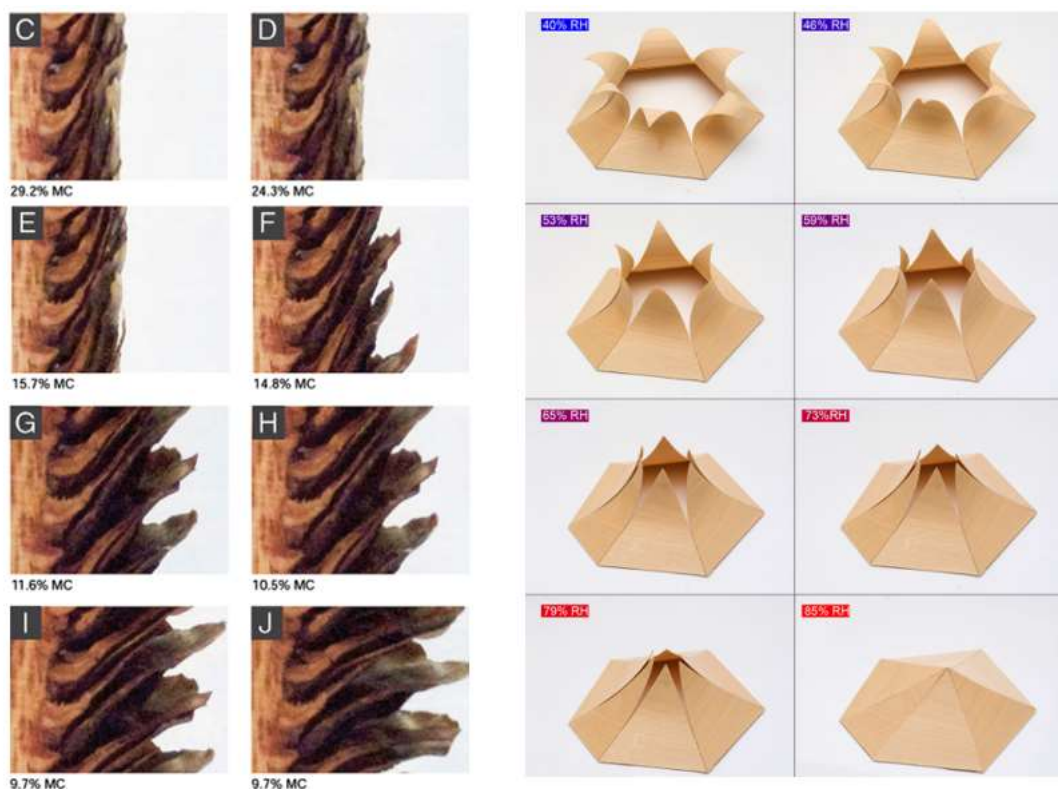 C
D
29.2% MC
24.3% MC
E
F
15.7% MC
14.8% MC
G
H
11.6% MC
10.5% MC
I
J
9.7% MC
9.7% MC
40% RH
46% RH
53% RH
59% RH
65% RH
73%RH
79% RH
85% RH